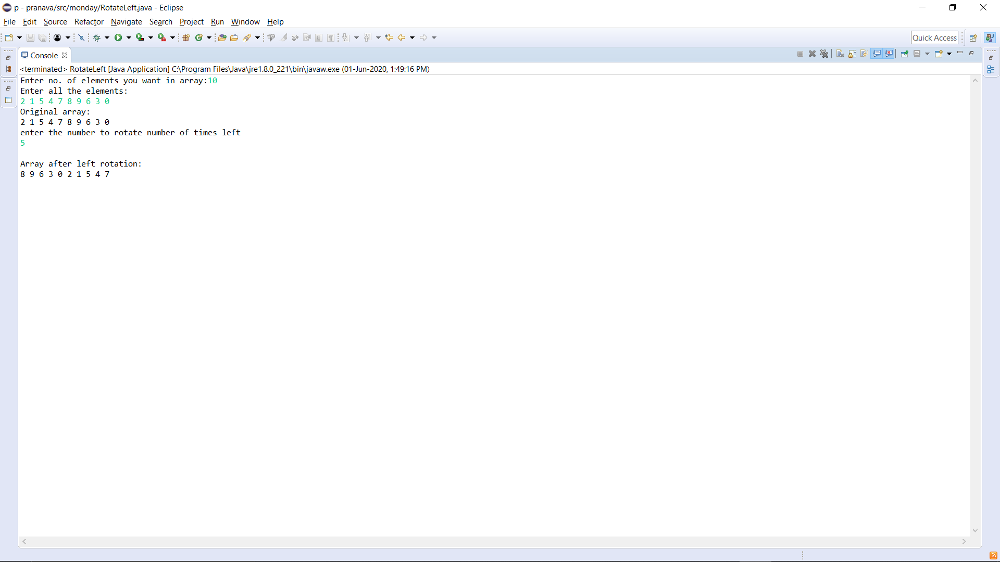 p - pranava/src/monday/RotateLeft.java - Eclipse
File Edit Source Refactor Navigate Search Project Run Window Help
Quick Access
Console
<terminated> RotateLeft [Java Application] C:\Program Files\Java\jre1.8.0_221\bin\javaw.exe (01-Jun-2020, 1:49:16 PM)
Enter no. of elements you want in array:10
Enter all the elements:
2 1 5 4 7 8 9 6 3 0
Original array:
2 1 5 4 7 8 9 6 3 0
enter the number to rotate number of times left
5
Array after left rotation:
8 9 6 3 0 2 1 5 4 7